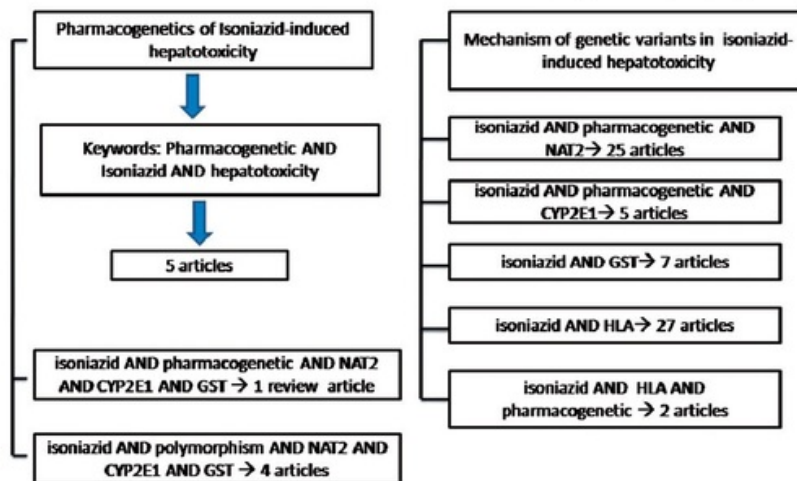 Pharmacogenetics of Isoniazid-induced
hepatotoxicity
Keywords: Pharmacogenetic AND
Isoniazid AND hepatotoxicity
5 articles
isoniazid AND pharmacogenetic AND NAT2
AND CYP2E1 AND GST → 1 review article
isoniazid AND polymorphism AND NAT2 AND
CYP2E1 AND GST → 4 articles
Mechanism of genetic variants in isoniazid-
induced hepatotoxicity
isoniazid AND pharmacogenetic AND
NAT2→ 25 articles
isoniazid AND pharmacogenetic AND
CYP2E1→ 5 articles
isoniazid AND GST→ 7 articles
isoniazid AND HLA→ 27 articles
isoniazid AND HLA AND
pharmacogenetic → 2 articles